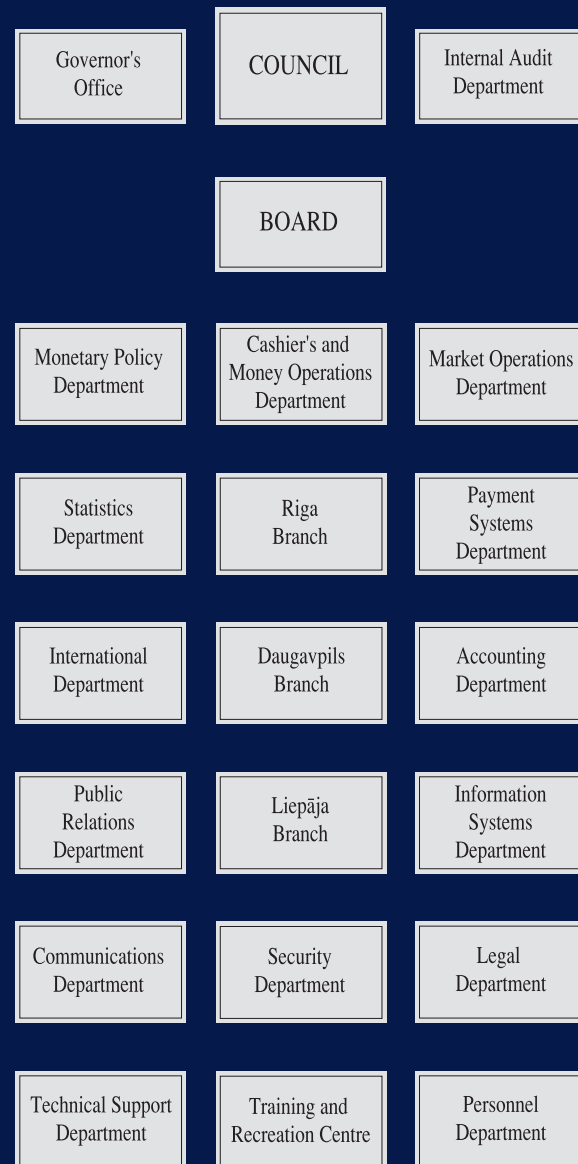 Governor's
Office
COUNCIL
Internal Audit
Department
BOARD
Monetary Policy
Department
Cashier's and
Money Operations
Department
Market Operations
Department
Statistics
Department
Riga
Branch
Payment
Systems
Department
International
Department
Daugavpils
Branch
Accounting
Department
Public
Relations
Department
Liepāja
Branch
Information
Systems
Department
Communications
Department
Security
Department
Legal
Department
Technical Support
Department
Training and
Recreation Centre
Personnel
Department